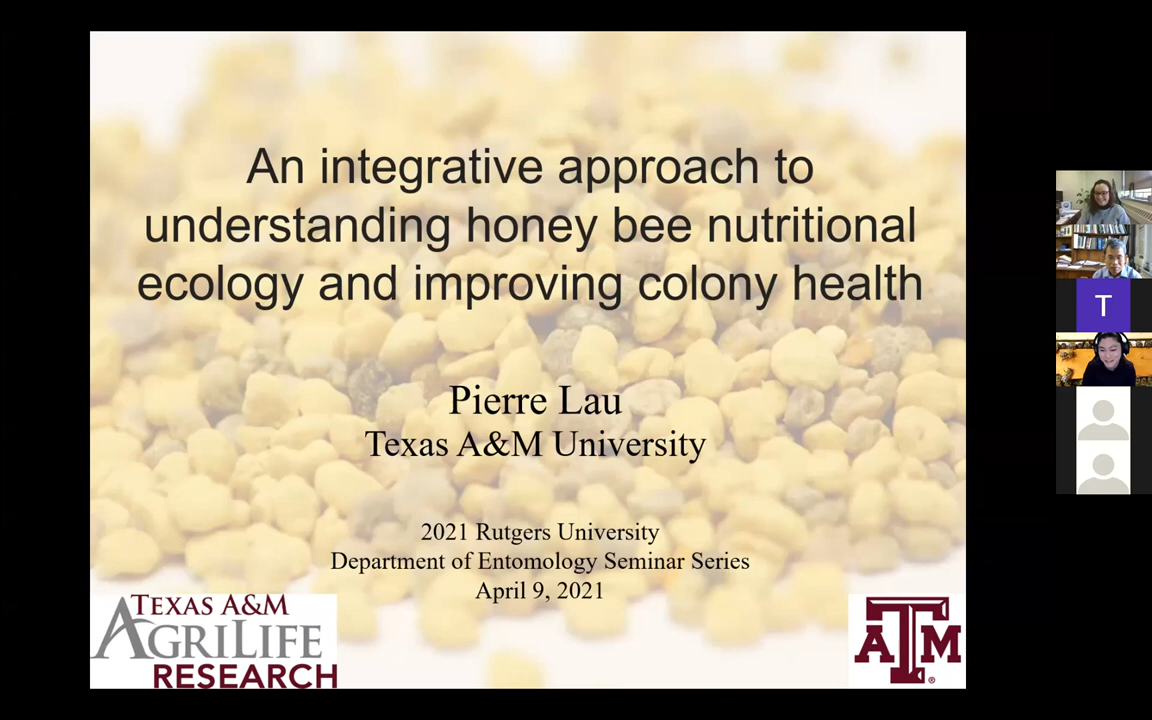 An integrative approach to
understanding honey bee nutritional
ecology and improving colony health
Pierre Lau
Texas A&M University
2021 Rutgers University
Department of Entomology Seminar Series
April 9, 2021
TEXAS A&M
AGRILIFE
RESEARCH
ATM
®
T